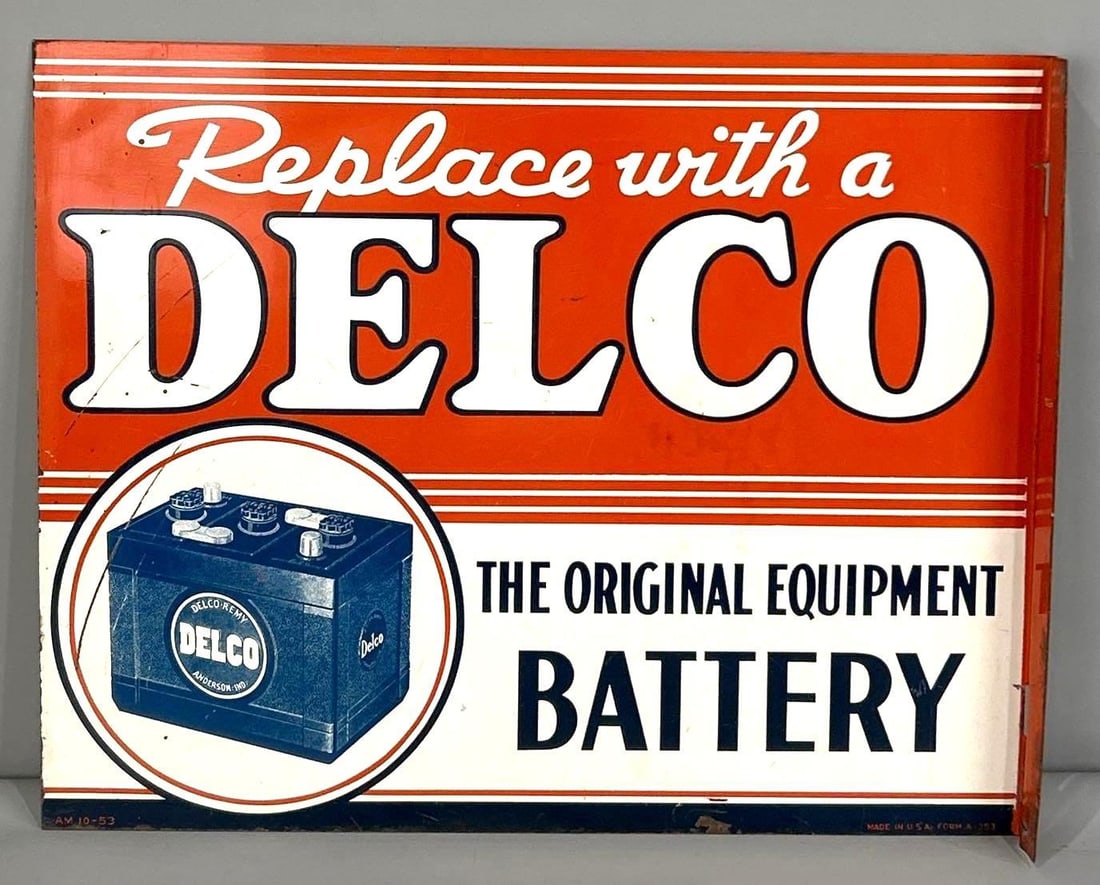 Replace with a
DELCO
THE ORIGINAL EQUIPMENT
BATTERY
DELCO-REMY
DELCO
ANDERSON-IND.
Delco
AM 10-53
MADE IN U.S.A. FORM A-353